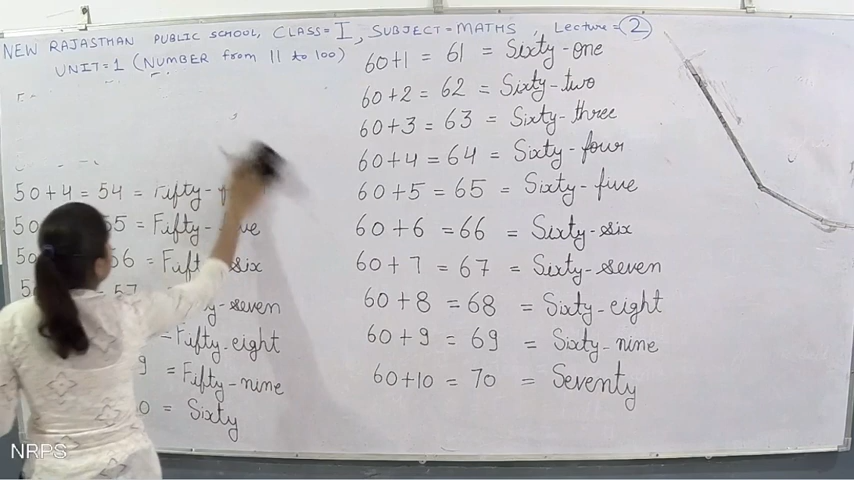 NEW RAJASTHAN PUBLIC SCHOOL, CLASS=I, SUBJECT=MATHS, Lecture=2
UNIT=1 (NUMBER from 11 to 100)
50+4 = 54 = Fifty-
50 55 = Fifty-
50 56 = Fifty-six
57 -seven
= Fifty-eight
9 = Fifty-nine
0 = Sixty
60+1 = 61 = Sixty-one
60+2 = 62 = Sixty-two
60+3 = 63 = Sixty-three
60+4 = 64 = Sixty-four
60+5 = 65 = Sixty-five
60+6 = 66 = Sixty-six
60+7 = 67 = Sixty-seven
60+8 = 68 = Sixty-eight
60+9 = 69 = Sixty-nine
60+10 = 70 = Seventy
NRPS